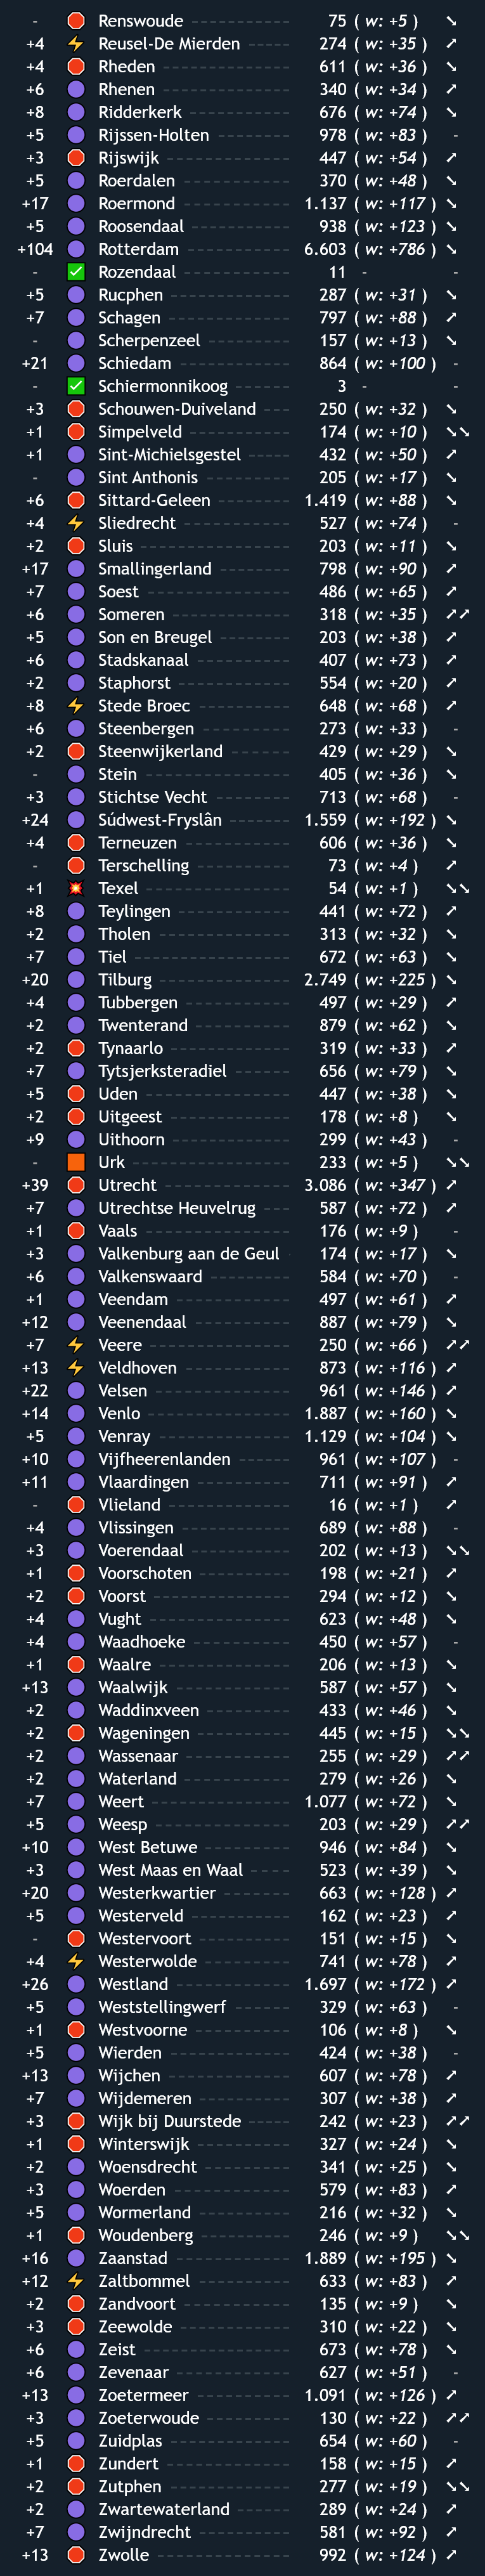 - Renswoude 75 ( w: +5 ) ➘
+4 ⚡ Reusel-De Mierden 274 ( w: +35 ) ➚
+4 Rheden 611 ( w: +36 ) ➘
+6 Rhenen 340 ( w: +34 ) ➚
+8 Ridderkerk 676 ( w: +74 ) ➘
+5 Rijssen-Holten 978 ( w: +83 ) -
+3 Rijswijk 447 ( w: +54 ) ➚
+5 Roerdalen 370 ( w: +48 ) ➘
+17 Roermond 1.137 ( w: +117 ) ➘
+5 Roosendaal 938 ( w: +123 ) ➘
+104 Rotterdam 6.603 ( w: +786 ) ➘
- Rozendaal 11 - -
+5 Rucphen 287 ( w: +31 ) ➘
+7 Schagen 797 ( w: +88 ) ➚
- Scherpenzeel 157 ( w: +13 ) ➘
+21 Schiedam 864 ( w: +100 ) -
- Schiermonnikoog 3 - -
+3 Schouwen-Duiveland 250 ( w: +32 ) ➘
+1 Simpelveld 174 ( w: +10 ) ➘➘
+1 Sint-Michielsgestel 432 ( w: +50 ) ➚
- Sint Anthonis 205 ( w: +17 ) ➘
+6 Sittard-Geleen 1.419 ( w: +88 ) ➘
+4 Sliedrecht 527 ( w: +74 ) -
+2 Sluis 203 ( w: +11 ) ➘
+17 Smallingerland 798 ( w: +90 ) ➚
+7 Soest 486 ( w: +65 ) ➚
+6 Someren 318 ( w: +35 ) ➚➚
+5 Son en Breugel 203 ( w: +38 ) ➚
+6 Stadskanaal 407 ( w: +73 ) ➚
+2 Staphorst 554 ( w: +20 ) ➘
+8 Stede Broec 648 ( w: +68 ) ➚
+6 Steenbergen 273 ( w: +33 ) -
+2 Steenwijkerland 429 ( w: +29 ) ➘
- Stein 405 ( w: +36 ) ➘
+3 Stichtse Vecht 713 ( w: +68 ) -
+24 Súdwest-Fryslân 1.559 ( w: +192 ) ➘
+4 Terneuzen 606 ( w: +36 ) ➘
- Terschelling 73 ( w: +4 ) ➚
+1 Texel 54 ( w: +1 ) ➘➘
+8 Teylingen 441 ( w: +72 ) ➚
+2 Tholen 313 ( w: +32 ) ➘
+7 Tiel 672 ( w: +63 ) ➘
+20 Tilburg 2.749 ( w: +225 ) ➘
+4 Tubbergen 497 ( w: +29 ) ➚
+2 Twenterand 879 ( w: +62 ) ➘
+2 Tynaarlo 319 ( w: +33 ) ➚
+7 Tytsjerksteradiel 656 ( w: +79 ) ➘
+5 Uden 447 ( w: +38 ) ➘
+2 Uitgeest 178 ( w: +8 ) ➘
+9 Uithoorn 299 ( w: +43 ) -
- Urk 233 ( w: +5 ) ➘➘
+39 Utrecht 3.086 ( w: +347 ) ➚
+7 Utrechtse Heuvelrug 587 ( w: +72 ) ➚
+1 Vaals 176 ( w: +9 ) -
+3 Valkenburg aan de Geul 174 ( w: +17 ) ➘
+6 Valkenswaard 584 ( w: +70 ) -
+1 Veendam 497 ( w: +61 ) ➚
+12 Veenendaal 887 ( w: +79 ) ➘
+7 Veere 250 ( w: +66 ) ➚➚
+13 Veldhoven 873 ( w: +116 ) ➚
+22 Velsen 961 ( w: +146 ) ➚
+14 Venlo 1.887 ( w: +160 ) ➘
+5 Venray 1.129 ( w: +104 ) ➘
+10 Vijfheerenlanden 961 ( w: +107 ) -
+11 Vlaardingen 711 ( w: +91 ) ➚
- Vlieland 16 ( w: +1 ) ➚
+4 Vlissingen 689 ( w: +88 ) -
+3 Voerendaal 202 ( w: +13 ) ➘➘
+1 Voorschoten 198 ( w: +21 ) ➚
+2 Voorst 294 ( w: +12 ) ➘
+4 Vught 623 ( w: +48 ) ➘
+4 Waadhoeke 450 ( w: +57 ) -
+1 Waalre 206 ( w: +13 ) ➘
+13 Waalwijk 587 ( w: +57 ) ➘
+2 Waddinxveen 433 ( w: +46 ) ➘
+2 Wageningen 445 ( w: +15 ) ➘➘
+2 Wassenaar 255 ( w: +29 ) ➚➚
+2 Waterland 279 ( w: +26 ) ➘
+7 Weert 1.077 ( w: +72 ) ➘
+5 Weesp 203 ( w: +29 ) ➚➚
+10 West Betuwe 946 ( w: +84 ) ➘
+3 West Maas en Waal 523 ( w: +39 ) ➘
+20 Westerkwartier 663 ( w: +128 ) ➚
+5 Westerveld 162 ( w: +23 ) ➚
- Westervoort 151 ( w: +15 ) ➘
+4 Westerwolde 741 ( w: +78 ) ➚
+26 Westland 1.697 ( w: +172 ) ➚
+5 Weststellingwerf 329 ( w: +63 ) -
+1 Westvoorne 106 ( w: +8 ) ➘
+5 Wierden 424 ( w: +38 ) -
+13 Wijchen 607 ( w: +78 ) ➚
+7 Wijdemeren 307 ( w: +38 ) ➚
+3 Wijk bij Duurstede 242 ( w: +23 ) ➚➚
+1 Winterswijk 327 ( w: +24 ) ➘
+2 Woensdrecht 341 ( w: +25 ) ➘
+3 Woerden 579 ( w: +83 ) ➚
+5 Wormerland 216 ( w: +32 ) ➘
+1 Woudenberg 246 ( w: +9 ) ➘➘
+16 Zaanstad 1.889 ( w: +195 ) ➘
+12 Zaltbommel 633 ( w: +83 ) ➚
+2 Zandvoort 135 ( w: +9 ) ➘
+3 Zeewolde 310 ( w: +22 ) ➘
+6 Zeist 673 ( w: +78 ) ➘
+6 Zevenaar 627 ( w: +51 ) -
+13 Zoetermeer 1.091 ( w: +126 ) ➚
+3 Zoeterwoude 130 ( w: +22 ) ➚➚
+5 Zuidplas 654 ( w: +60 ) -
+1 Zundert 158 ( w: +15 ) ➚
+2 Zutphen 277 ( w: +19 ) ➘➘
+2 Zwartewaterland 289 ( w: +24 ) ➚
+7 Zwijndrecht 581 ( w: +92 ) ➚
+13 Zwolle 992 ( w: +124 ) ➚